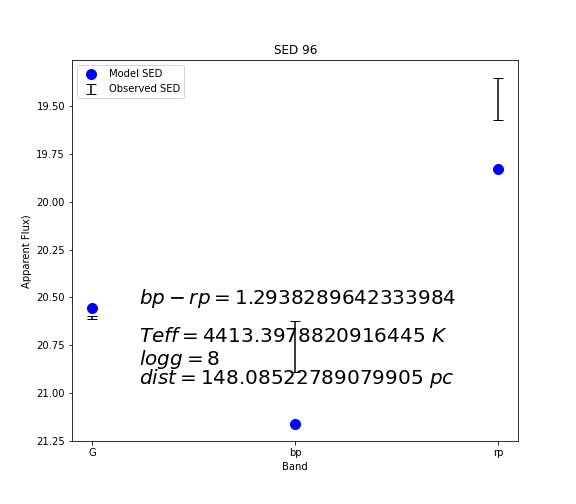 SED 96
Model SED
Observed SED
19.50
19.75
20.00
20.25
20.50
20.75
21.00
21.25
Apparent Flux)
bp − rp = 1.2938289642333984
Teff = 4413.3978820916445 K
logg = 8
dist = 148.08522789079905 pc
G bp rp
Band